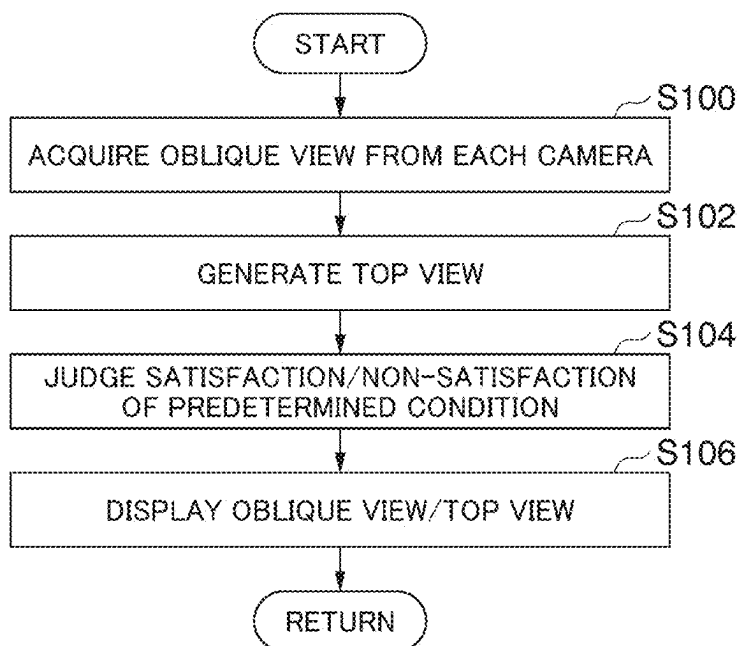 START
S100
ACQUIRE OBLIQUE VIEW FROM EACH CAMERA
S102
GENERATE TOP VIEW
S104
JUDGE SATISFACTION/NON-SATISFACTION
OF PREDETERMINED CONDITION
S106
DISPLAY OBLIQUE VIEW/TOP VIEW
RETURN